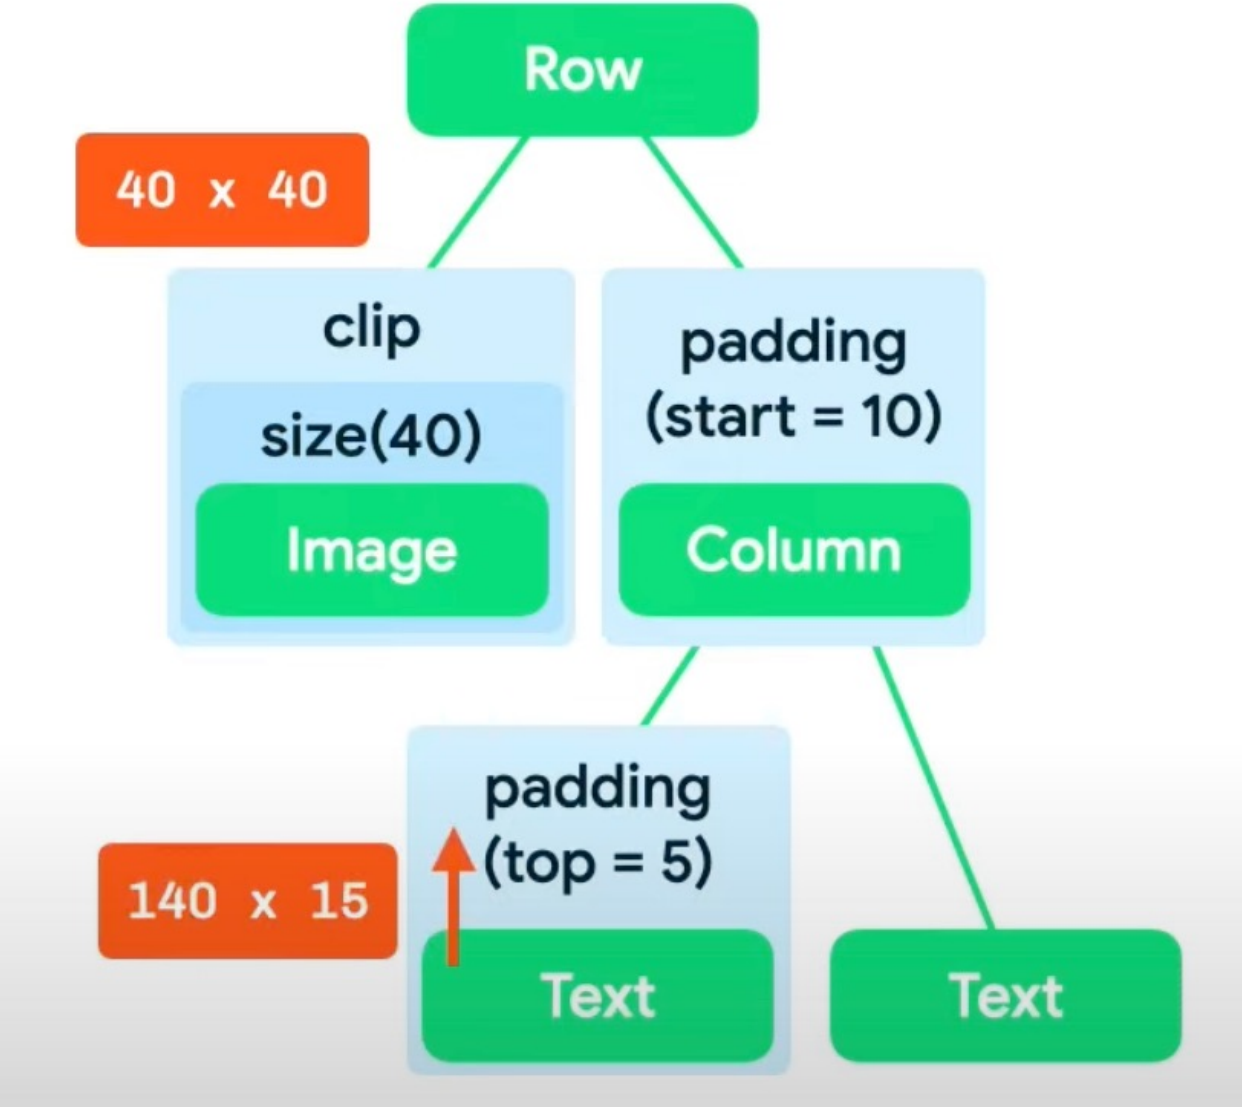 Row
40 x 40
clip
size(40)
Image
padding
(start = 10)
Column
padding
(top = 5)
140 x 15
Text
Text